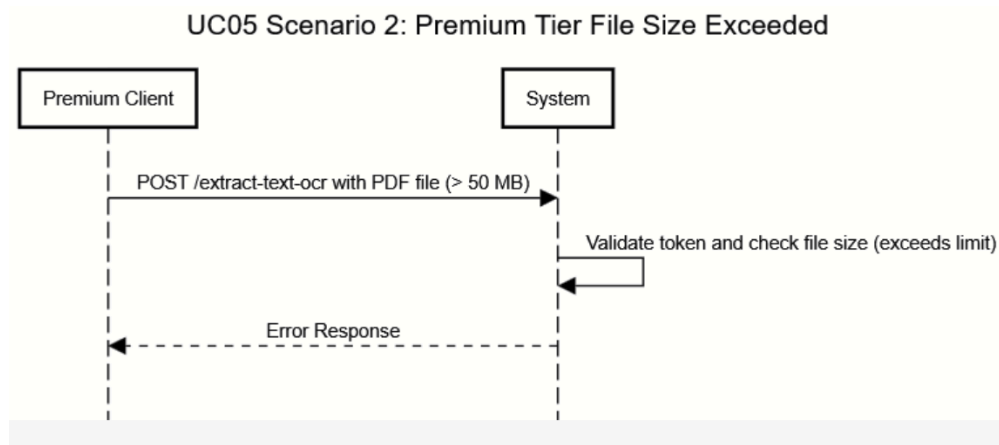 UC05 Scenario 2: Premium Tier File Size Exceeded
Premium Client
System
POST /extract-text-ocr with PDF file (> 50 MB)
Validate token and check file size (exceeds limit)
Error Response